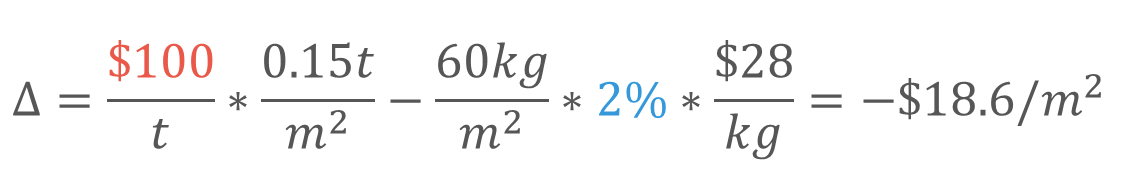 Δ = $100/t * 0.15t/m² − 60kg/m² * 2% * $28/kg = −$18.6/m²